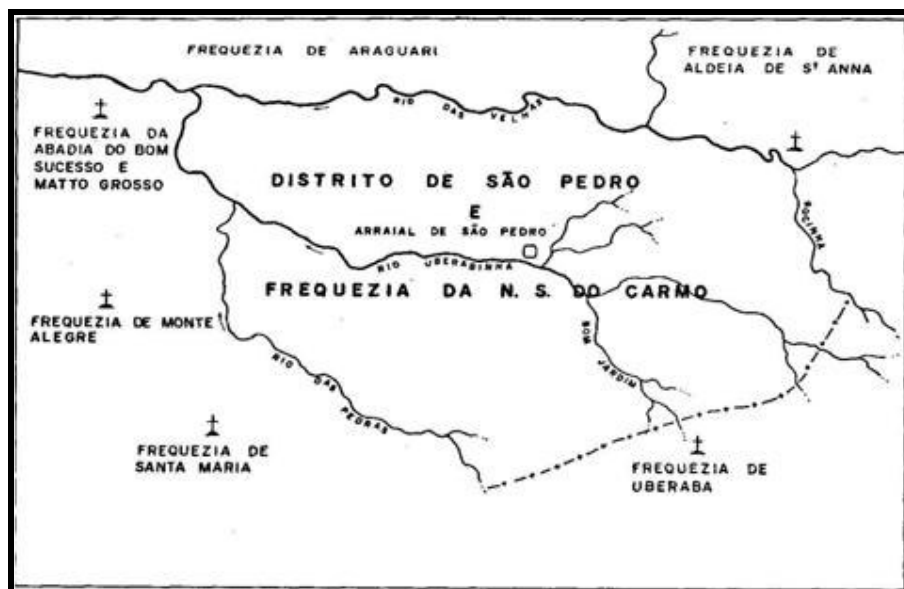 FREQUEZIA DE ARAGUARI
FREQUEZIA DE
ALDEIA DE Sᵗ ANNA
RIO DAS VELHAS
FREQUEZIA DA
ABADIA DO BOM
SUCESSO E
MATTO GROSSO
DISTRITO DE SÃO PEDRO
E
ARRAIAL DE SÃO PEDRO
ROCINHA
RIO UBERABINHA
FREQUEZIA DA N. S. DO CARMO
FREQUEZIA DE MONTE
ALEGRE
BOM JARDIM
RIO DAS PEDRAS
FREQUEZIA DE
SANTA MARIA
FREQUEZIA DE
UBERABA